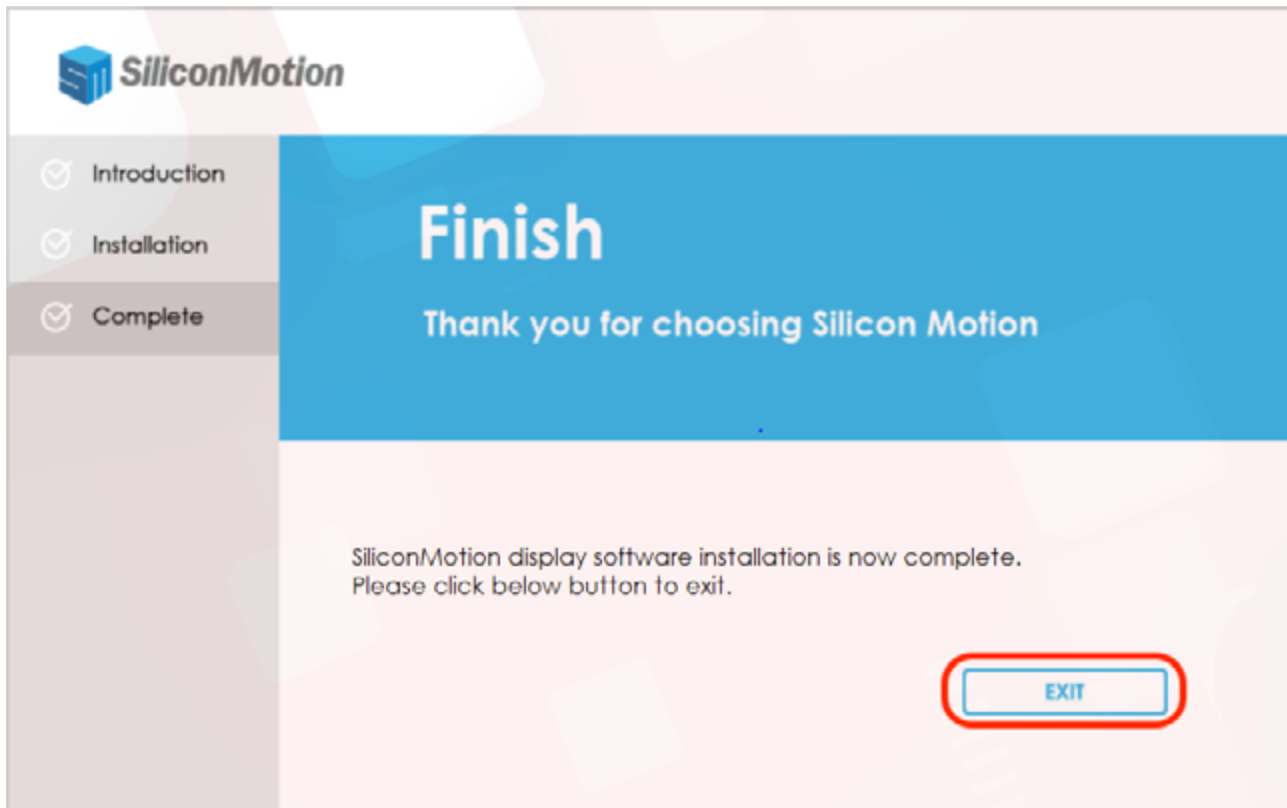 SiliconMotion
Introduction
Installation
Complete
Finish
Thank you for choosing Silicon Motion
SiliconMotion display software installation is now complete.
Please click below button to exit.
EXIT